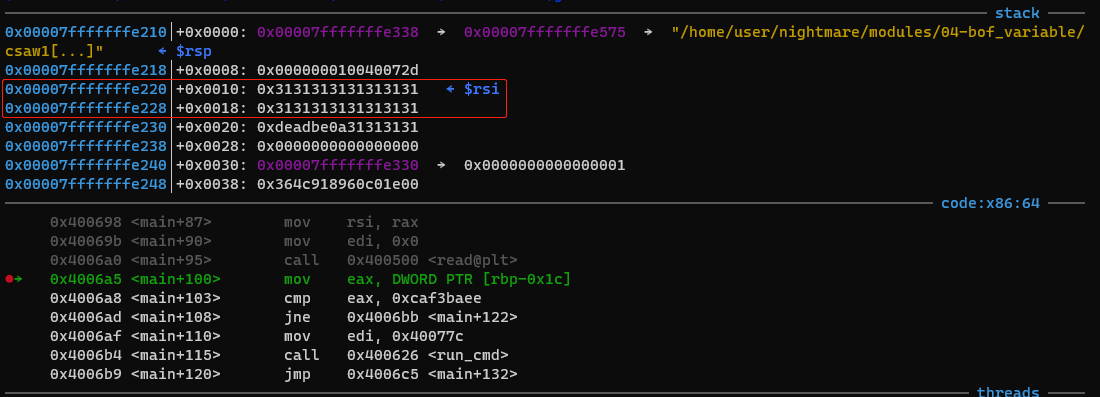 stack
0x00007fffffffe210│+0x0000: 0x00007fffffffe338 → 0x00007fffffffe575 → "/home/user/nightmare/modules/04-bof_variable/
csaw1[...]" ← $rsp
0x00007fffffffe218│+0x0008: 0x000000010040072d
0x00007fffffffe220│+0x0010: 0x3131313131313131 ← $rsi
0x00007fffffffe228│+0x0018: 0x3131313131313131
0x00007fffffffe230│+0x0020: 0xdeadbe0a31313131
0x00007fffffffe238│+0x0028: 0x0000000000000000
0x00007fffffffe240│+0x0030: 0x00007fffffffe330 → 0x0000000000000001
0x00007fffffffe248│+0x0038: 0x364c918960c01e00
code:x86:64
0x400698 <main+87> mov rsi, rax
0x40069b <main+90> mov edi, 0x0
0x4006a0 <main+95> call 0x400500 <read@plt>
●→ 0x4006a5 <main+100> mov eax, DWORD PTR [rbp-0x1c]
0x4006a8 <main+103> cmp eax, 0xcaf3baee
0x4006ad <main+108> jne 0x4006bb <main+122>
0x4006af <main+110> mov edi, 0x40077c
0x4006b4 <main+115> call 0x400626 <run_cmd>
0x4006b9 <main+120> jmp 0x4006c5 <main+132>
threads